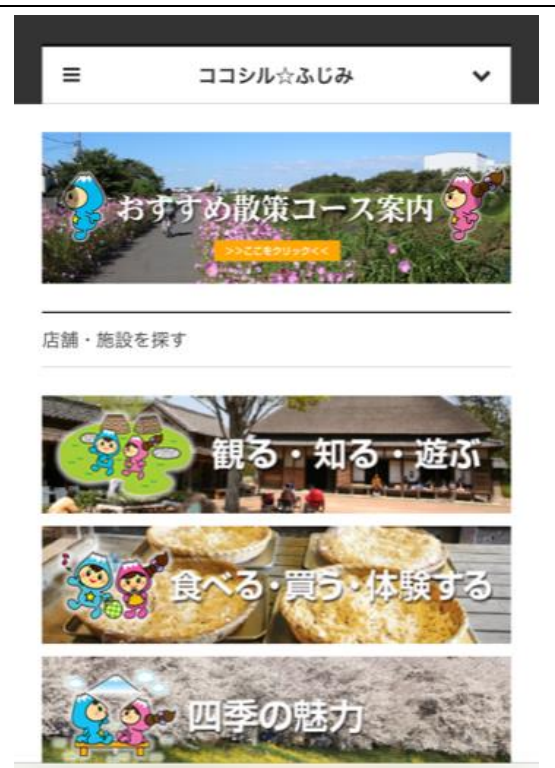 ココシル☆ふじみ
おすすめ散策コース案内
>>ここをクリック<<
店舗・施設を探す
観る・知る・遊ぶ
食べる・買う・体験する
四季の魅力